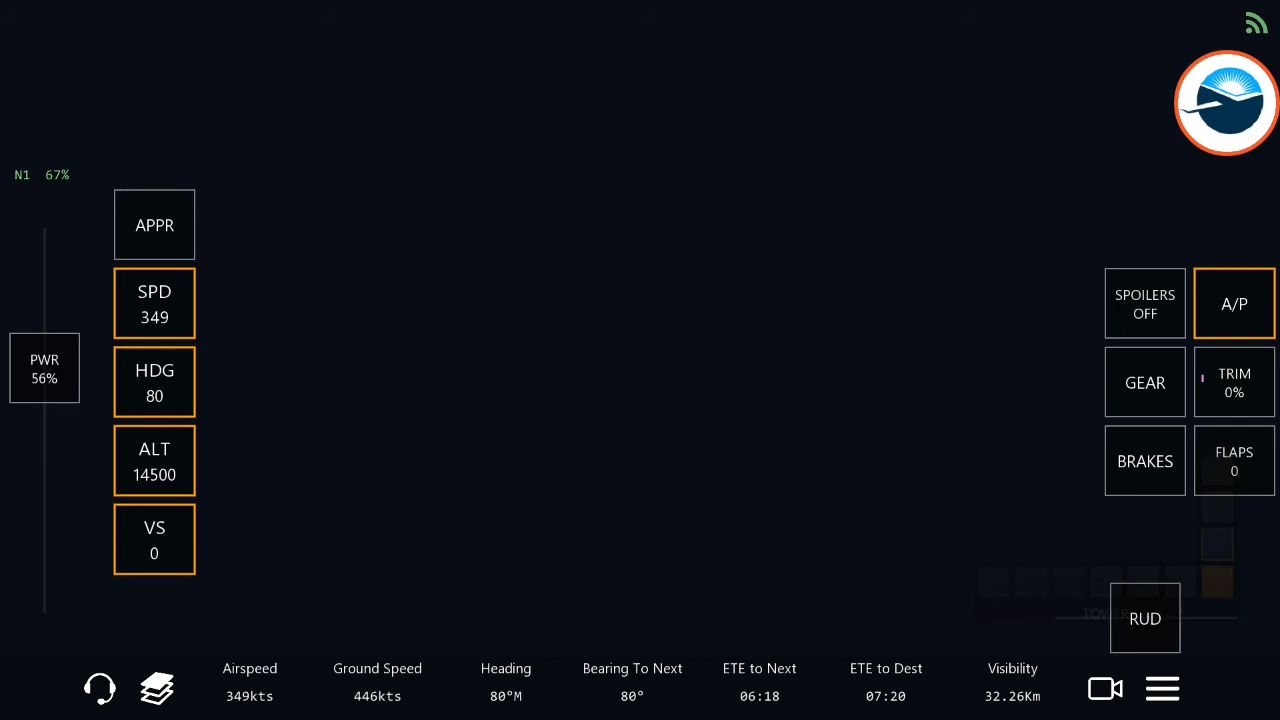 N1 67%
APPR
SPD
349
HDG
80
ALT
14500
VS
0
PWR
56%
SPOILERS
OFF
A/P
GEAR
TRIM
0%
BRAKES
FLAPS
0
TOWER
RUD
Airspeed
349kts
Ground Speed
446kts
Heading
80°M
Bearing To Next
80°
ETE to Next
06:18
ETE to Dest
07:20
Visibility
32.26Km